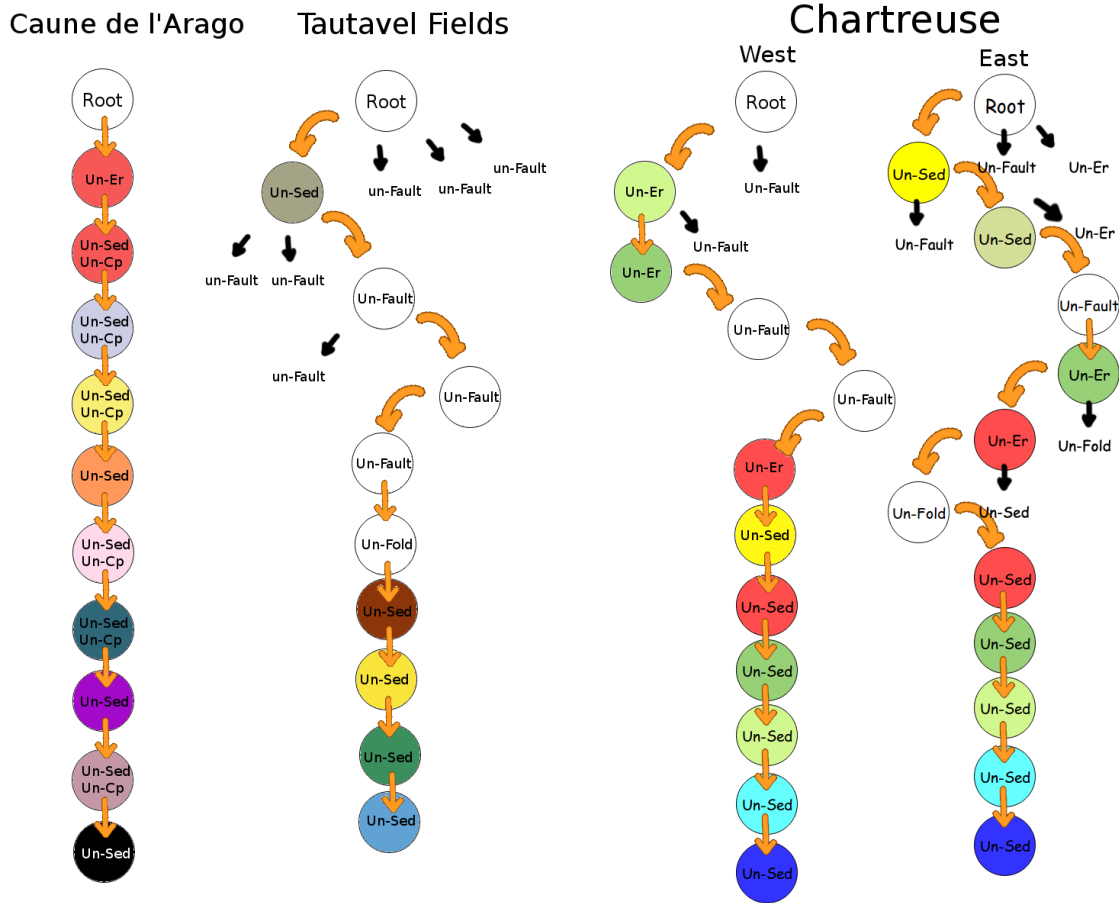 Caune de l'Arago
Root
Un-Er
Un-Sed
Un-Cp
Un-Sed
Un-Cp
Un-Sed
Un-Cp
Un-Sed
Un-Sed
Un-Cp
Un-Sed
Un-Cp
Un-Sed
Un-Sed
Un-Cp
Un-Sed
Tautavel Fields
Root
un-Fault
un-Fault
un-Fault
Un-Sed
un-Fault
un-Fault
Un-Fault
un-Fault
Un-Fault
Un-Fault
Un-Fold
Un-Sed
Un-Sed
Un-Sed
Un-Sed
Chartreuse
West
Root
Un-Fault
Un-Er
Un-Fault
Un-Er
Un-Fault
Un-Fault
Un-Er
Un-Sed
Un-Sed
Un-Sed
Un-Sed
Un-Sed
Un-Sed
East
Root
Un-Fault
Un-Er
Un-Sed
Un-Fault
Un-Sed
Un-Er
Un-Fault
Un-Er
Un-Fold
Un-Er
Un-Sed
Un-Fold
Un-Sed
Un-Sed
Un-Sed
Un-Sed
Un-Sed